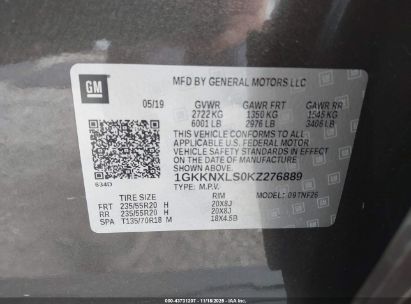 GM
MFD BY GENERAL MOTORS LLC
05/19 GVWR GAWR FRT GAWR RR
2722 KG 1350 KG 1545 KG
6001 LB 2976 LB 3406 LB
THIS VEHICLE CONFORMS TO ALL
APPLICABLE U.S. FEDERAL MOTOR
VEHICLE SAFETY STANDARDS IN EFFECT
ON THE DATE OF MANUFACTURE
SHOWN ABOVE.
1GKKNXLS0KZ276889
TYPE: M.P.V. MODEL: 09TNF26
TIRE SIZE RIM
FRT 235/55R20 H 20X8J
RR 235/55R20 H 20X8J
SPA T135/70R18 M 18X4.5B